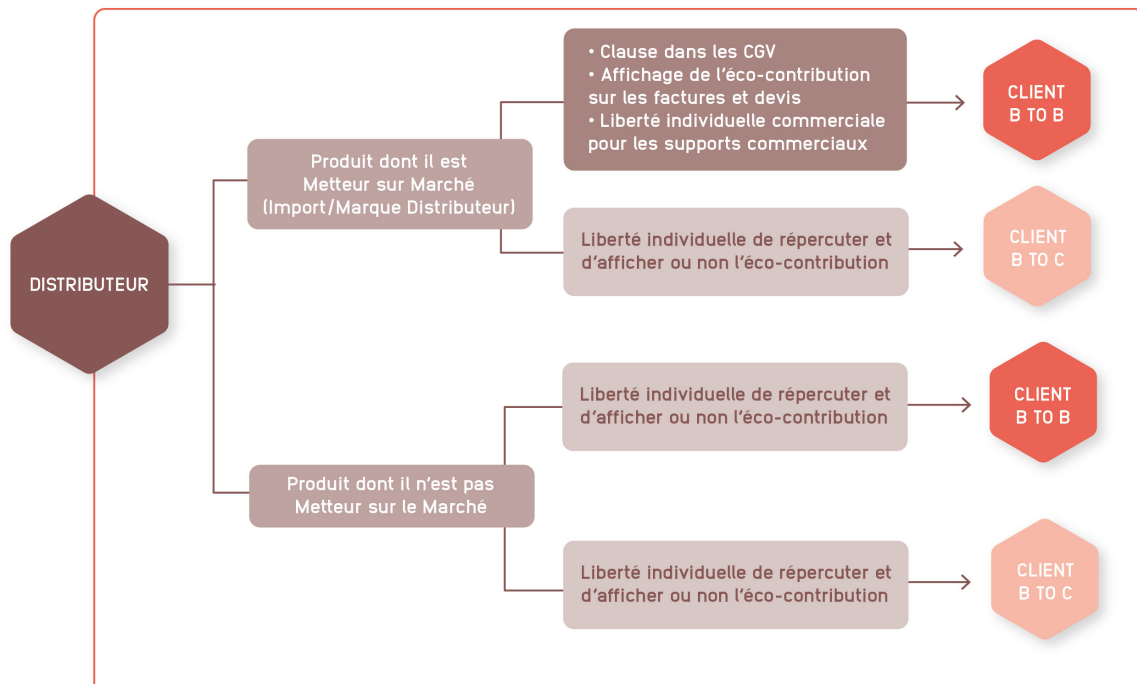 DISTRIBUTEUR
Produit dont il est
Metteur sur Marché
(Import/Marque Distributeur)
• Clause dans les CGV
• Affichage de l'éco-contribution
sur les factures et devis
• Liberté individuelle commerciale
pour les supports commerciaux
CLIENT
B TO B
Liberté individuelle de répercuter et
d'afficher ou non l'éco-contribution
CLIENT
B TO C
Produit dont il n'est pas
Metteur sur le Marché
Liberté individuelle de répercuter et
d'afficher ou non l'éco-contribution
CLIENT
B TO B
Liberté individuelle de répercuter et
d'afficher ou non l'éco-contribution
CLIENT
B TO C